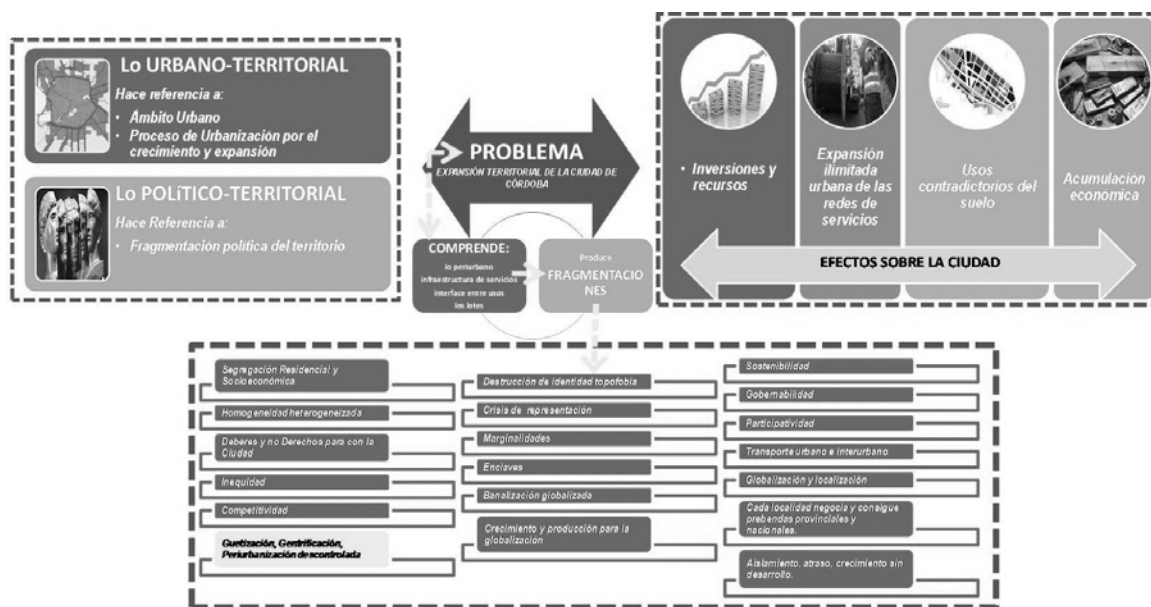 Lo URBANO-TERRITORIAL
Hace referencia a:
• Ambito Urbano
• Proceso de Urbanización por el
crecimiento y expansión
Lo POLíTICO-TERRITORIAL
Hace Referencia a:
• Fragmentación política del territorio
PROBLEMA
EXPANSIÓN TERRITORIAL DE LA CIUDAD DE
CÓRDOBA
COMPRENDE:
lo periurbano
infraestructura de servicios
interface entre usos
los lotes
Produce
FRAGMENTACIO
NES
• Inversiones y
recursos
Expansión
ilimitada
urbana de las
redes de
servicios
Usos
contradictorios del
suelo
Acumulación
económica
EFECTOS SOBRE LA CIUDAD
Segregación Residencial y
Socioeconómica
Homogeneidad heterogeneizada
Deberes y no Derechos para con la
Ciudad
Inequidad
Competitividad
Guetización, Gentrificación,
Periurbanización descontrolada
Destrucción de Identidad topofobia
Crisis de representación
Marginalidades
Enclaves
Banalización globalizada
Crecimiento y producción para la
globalización
Sostenibilidad
Gobernabilidad
Participatividad
Transporte urbano e interurbano
Globalización y localización
Cada localidad negocia y consigue
prebendas provinciales y
nacionales.
Aislamiento, atraso, crecimiento sin
desarrollo.